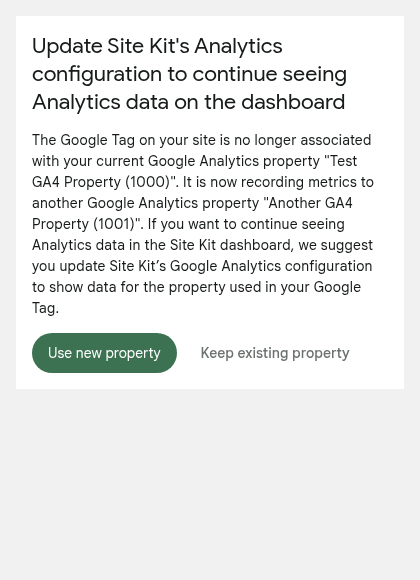 Update Site Kit's Analytics
configuration to continue seeing
Analytics data on the dashboard
The Google Tag on your site is no longer associated
with your current Google Analytics property "Test
GA4 Property (1000)". It is now recording metrics to
another Google Analytics property "Another GA4
Property (1001)". If you want to continue seeing
Analytics data in the Site Kit dashboard, we suggest
you update Site Kit’s Google Analytics configuration
to show data for the property used in your Google
Tag.
Use new property Keep existing property